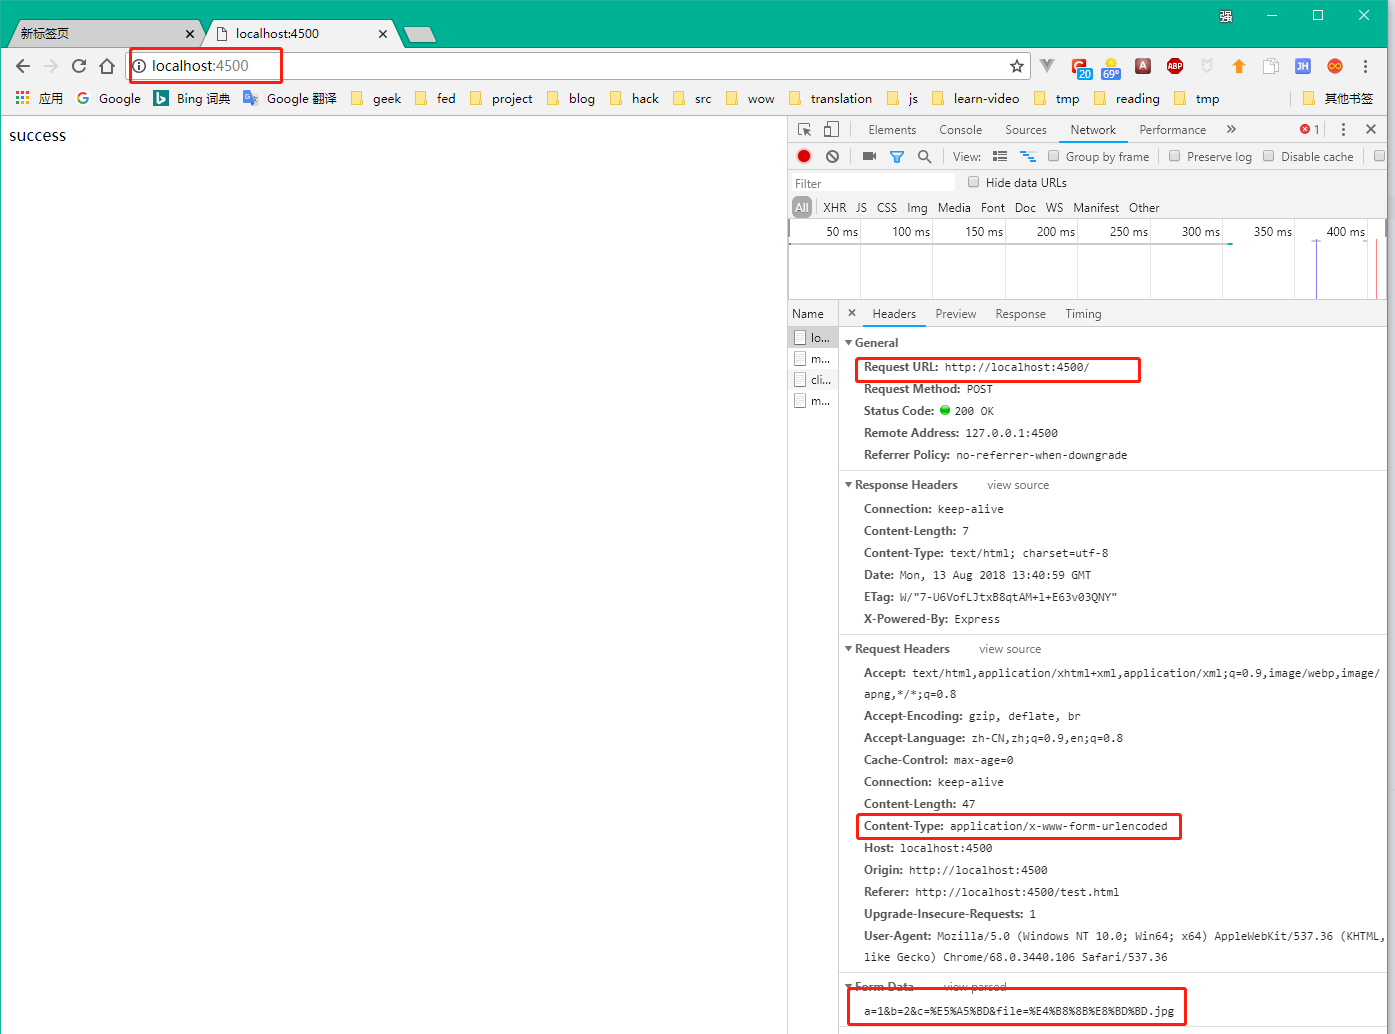 强
新标签页
localhost:4500
localhost:4500
20
69°
A
ABP
JH
应用 Google Bing 词典 Google 翻译 geek fed project blog hack src wow translation js learn-video tmp reading tmp 其他书签
success
Elements Console Sources Network Performance » 1
View: Group by frame Preserve log Disable cache
Filter Hide data URLs
All XHR JS CSS Img Media Font Doc WS Manifest Other
50 ms 100 ms 150 ms 200 ms 250 ms 300 ms 350 ms 400 ms
Name Headers Preview Response Timing
lo...
m...
cli...
m...
General
Request URL: http://localhost:4500/
Request Method: POST
Status Code: 200 OK
Remote Address: 127.0.0.1:4500
Referrer Policy: no-referrer-when-downgrade
Response Headers view source
Connection: keep-alive
Content-Length: 7
Content-Type: text/html; charset=utf-8
Date: Mon, 13 Aug 2018 13:40:59 GMT
ETag: W/"7-U6VofLJtxB8qtAM+l+E63v03QNY"
X-Powered-By: Express
Request Headers view source
Accept: text/html,application/xhtml+xml,application/xml;q=0.9,image/webp,image/
apng,*/*;q=0.8
Accept-Encoding: gzip, deflate, br
Accept-Language: zh-CN,zh;q=0.9,en;q=0.8
Cache-Control: max-age=0
Connection: keep-alive
Content-Length: 47
Content-Type: application/x-www-form-urlencoded
Host: localhost:4500
Origin: http://localhost:4500
Referer: http://localhost:4500/test.html
Upgrade-Insecure-Requests: 1
User-Agent: Mozilla/5.0 (Windows NT 10.0; Win64; x64) AppleWebKit/537.36 (KHTML,
like Gecko) Chrome/68.0.3440.106 Safari/537.36
Form Data view parsed
a=1&b=2&c=%E5%A5%BD&file=%E4%B8%8B%E8%BD%BD.jpg